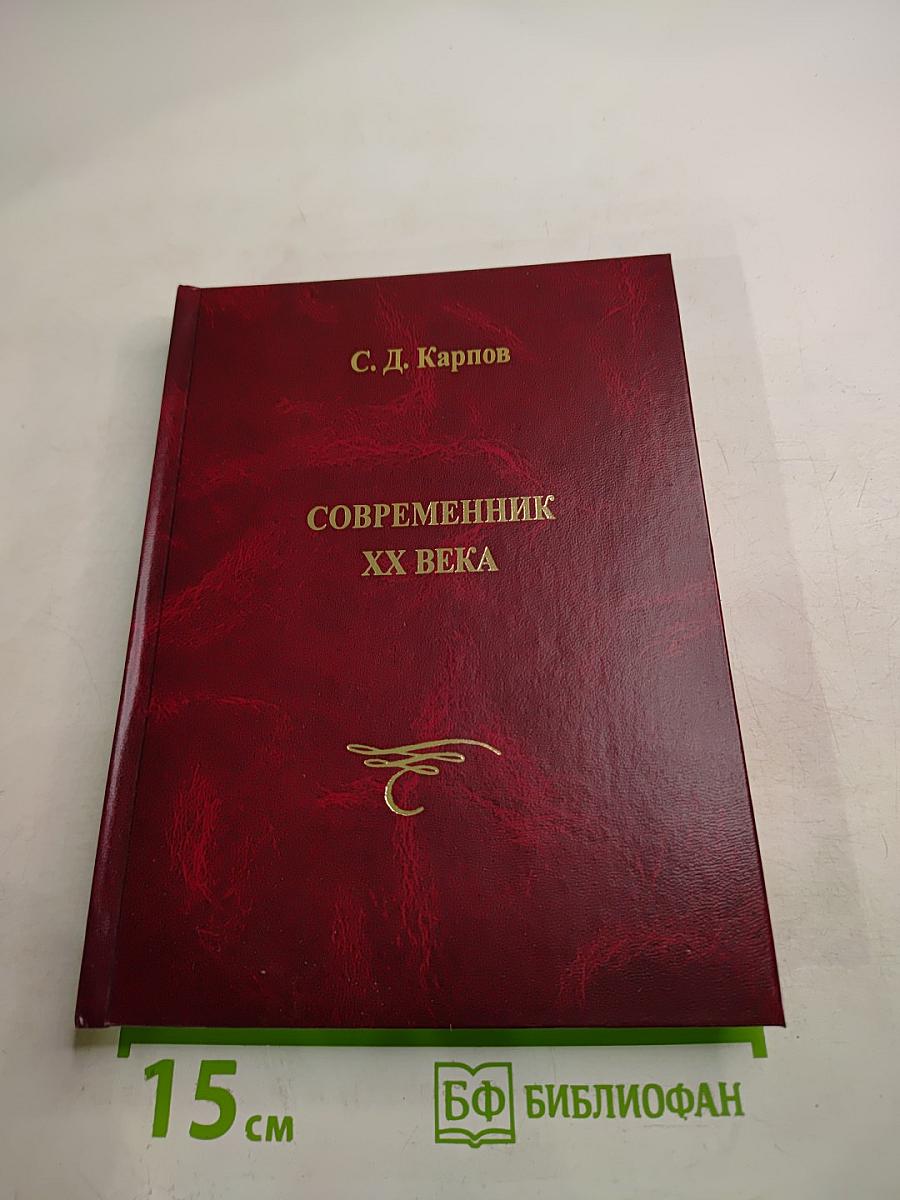 С. Д. Карпов
СОВРЕМЕННИК
XX ВЕКА
15 см
БФ БИБЛИОФАН